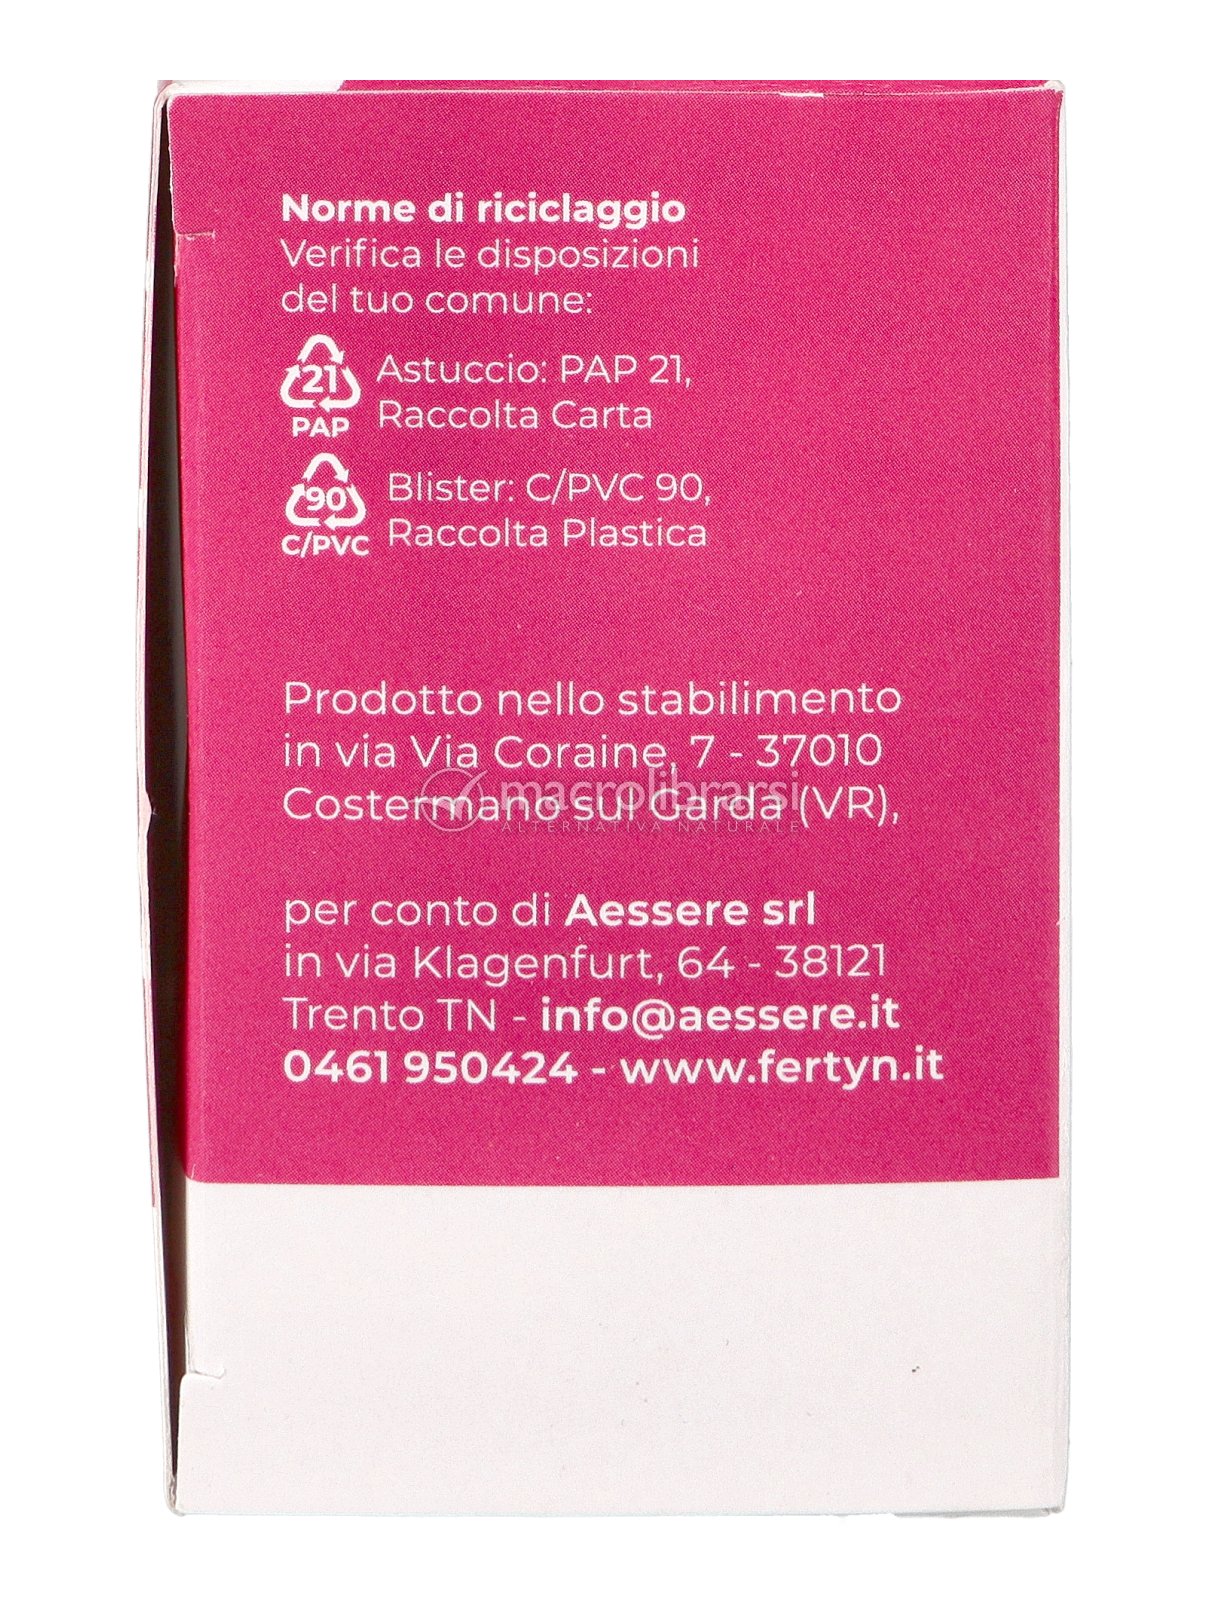 Norme di riciclaggio
Verifica le disposizioni
del tuo comune:
21
PAP
Astuccio: PAP 21,
Raccolta Carta
90
C/PVC
Blister: C/PVC 90,
Raccolta Plastica
Prodotto nello stabilimento
in via Via Coraine, 7 - 37010
Costermano sul Garda (VR),
macrolibrarsi
ALTERNATIVA NATURALE
per conto di Aessere srl
in via Klagenfurt, 64 - 38121
Trento TN - info@aessere.it
0461 950424 - www.fertyn.it